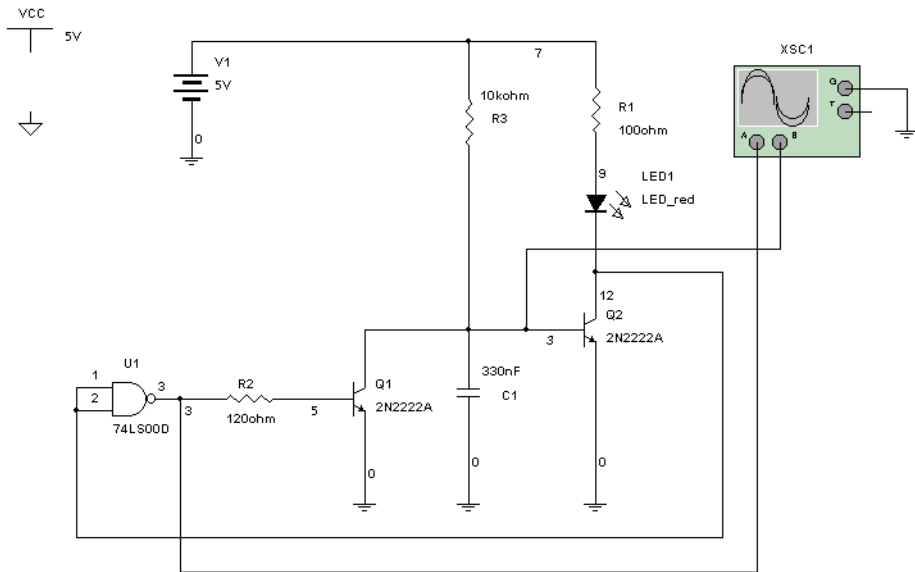 VCC
5V
V1
5V
0
7
10kohm
R3
R1
100ohm
XSC1
G
T
A
B
9
LED1
LED_red
12
Q2
2N2222A
3
U1
1
2
3
3
74LS00D
R2
120ohm
5
Q1
2N2222A
330nF
C1
0
0
0